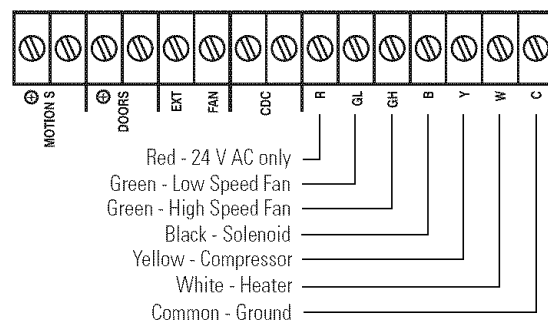 MOTION S
DOORS
EXT
FAN
CDC
R
GL
GH
B
Y
W
C
Red - 24 V AC only
Green - Low Speed Fan
Green - High Speed Fan
Black - Solenoid
Yellow - Compressor
White - Heater
Common - Ground